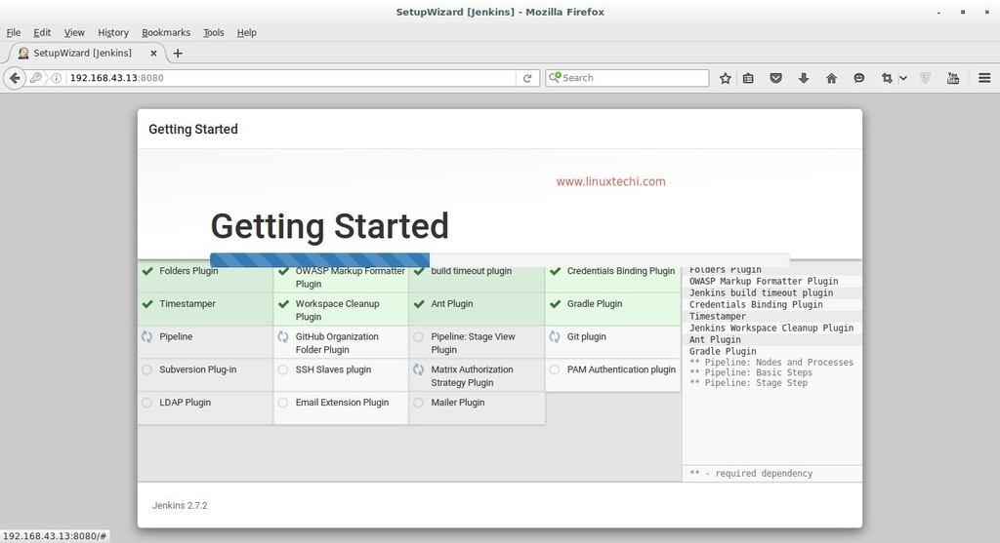 SetupWizard [Jenkins] - Mozilla Firefox
File Edit View History Bookmarks Tools Help
SetupWizard [Jenkins]
192.168.43.13:8080
Search
Getting Started
www.linuxtechi.com
Getting Started
Folders Plugin
OWASP Markup Formatter Plugin
build timeout plugin
Credentials Binding Plugin
Timestamper
Workspace Cleanup Plugin
Ant Plugin
Gradle Plugin
Pipeline
GitHub Organization Folder Plugin
Pipeline: Stage View Plugin
Git plugin
Subversion Plug-in
SSH Slaves plugin
Matrix Authorization Strategy Plugin
PAM Authentication plugin
LDAP Plugin
Email Extension Plugin
Mailer Plugin
Folders Plugin
OWASP Markup Formatter Plugin
Jenkins build timeout plugin
Credentials Binding Plugin
Timestamper
Jenkins Workspace Cleanup Plugin
Ant Plugin
Gradle Plugin
** Pipeline: Nodes and Processes
** Pipeline: Basic Steps
** Pipeline: Stage Step
** - required dependency
Jenkins 2.7.2
192.168.43.13:8080/#